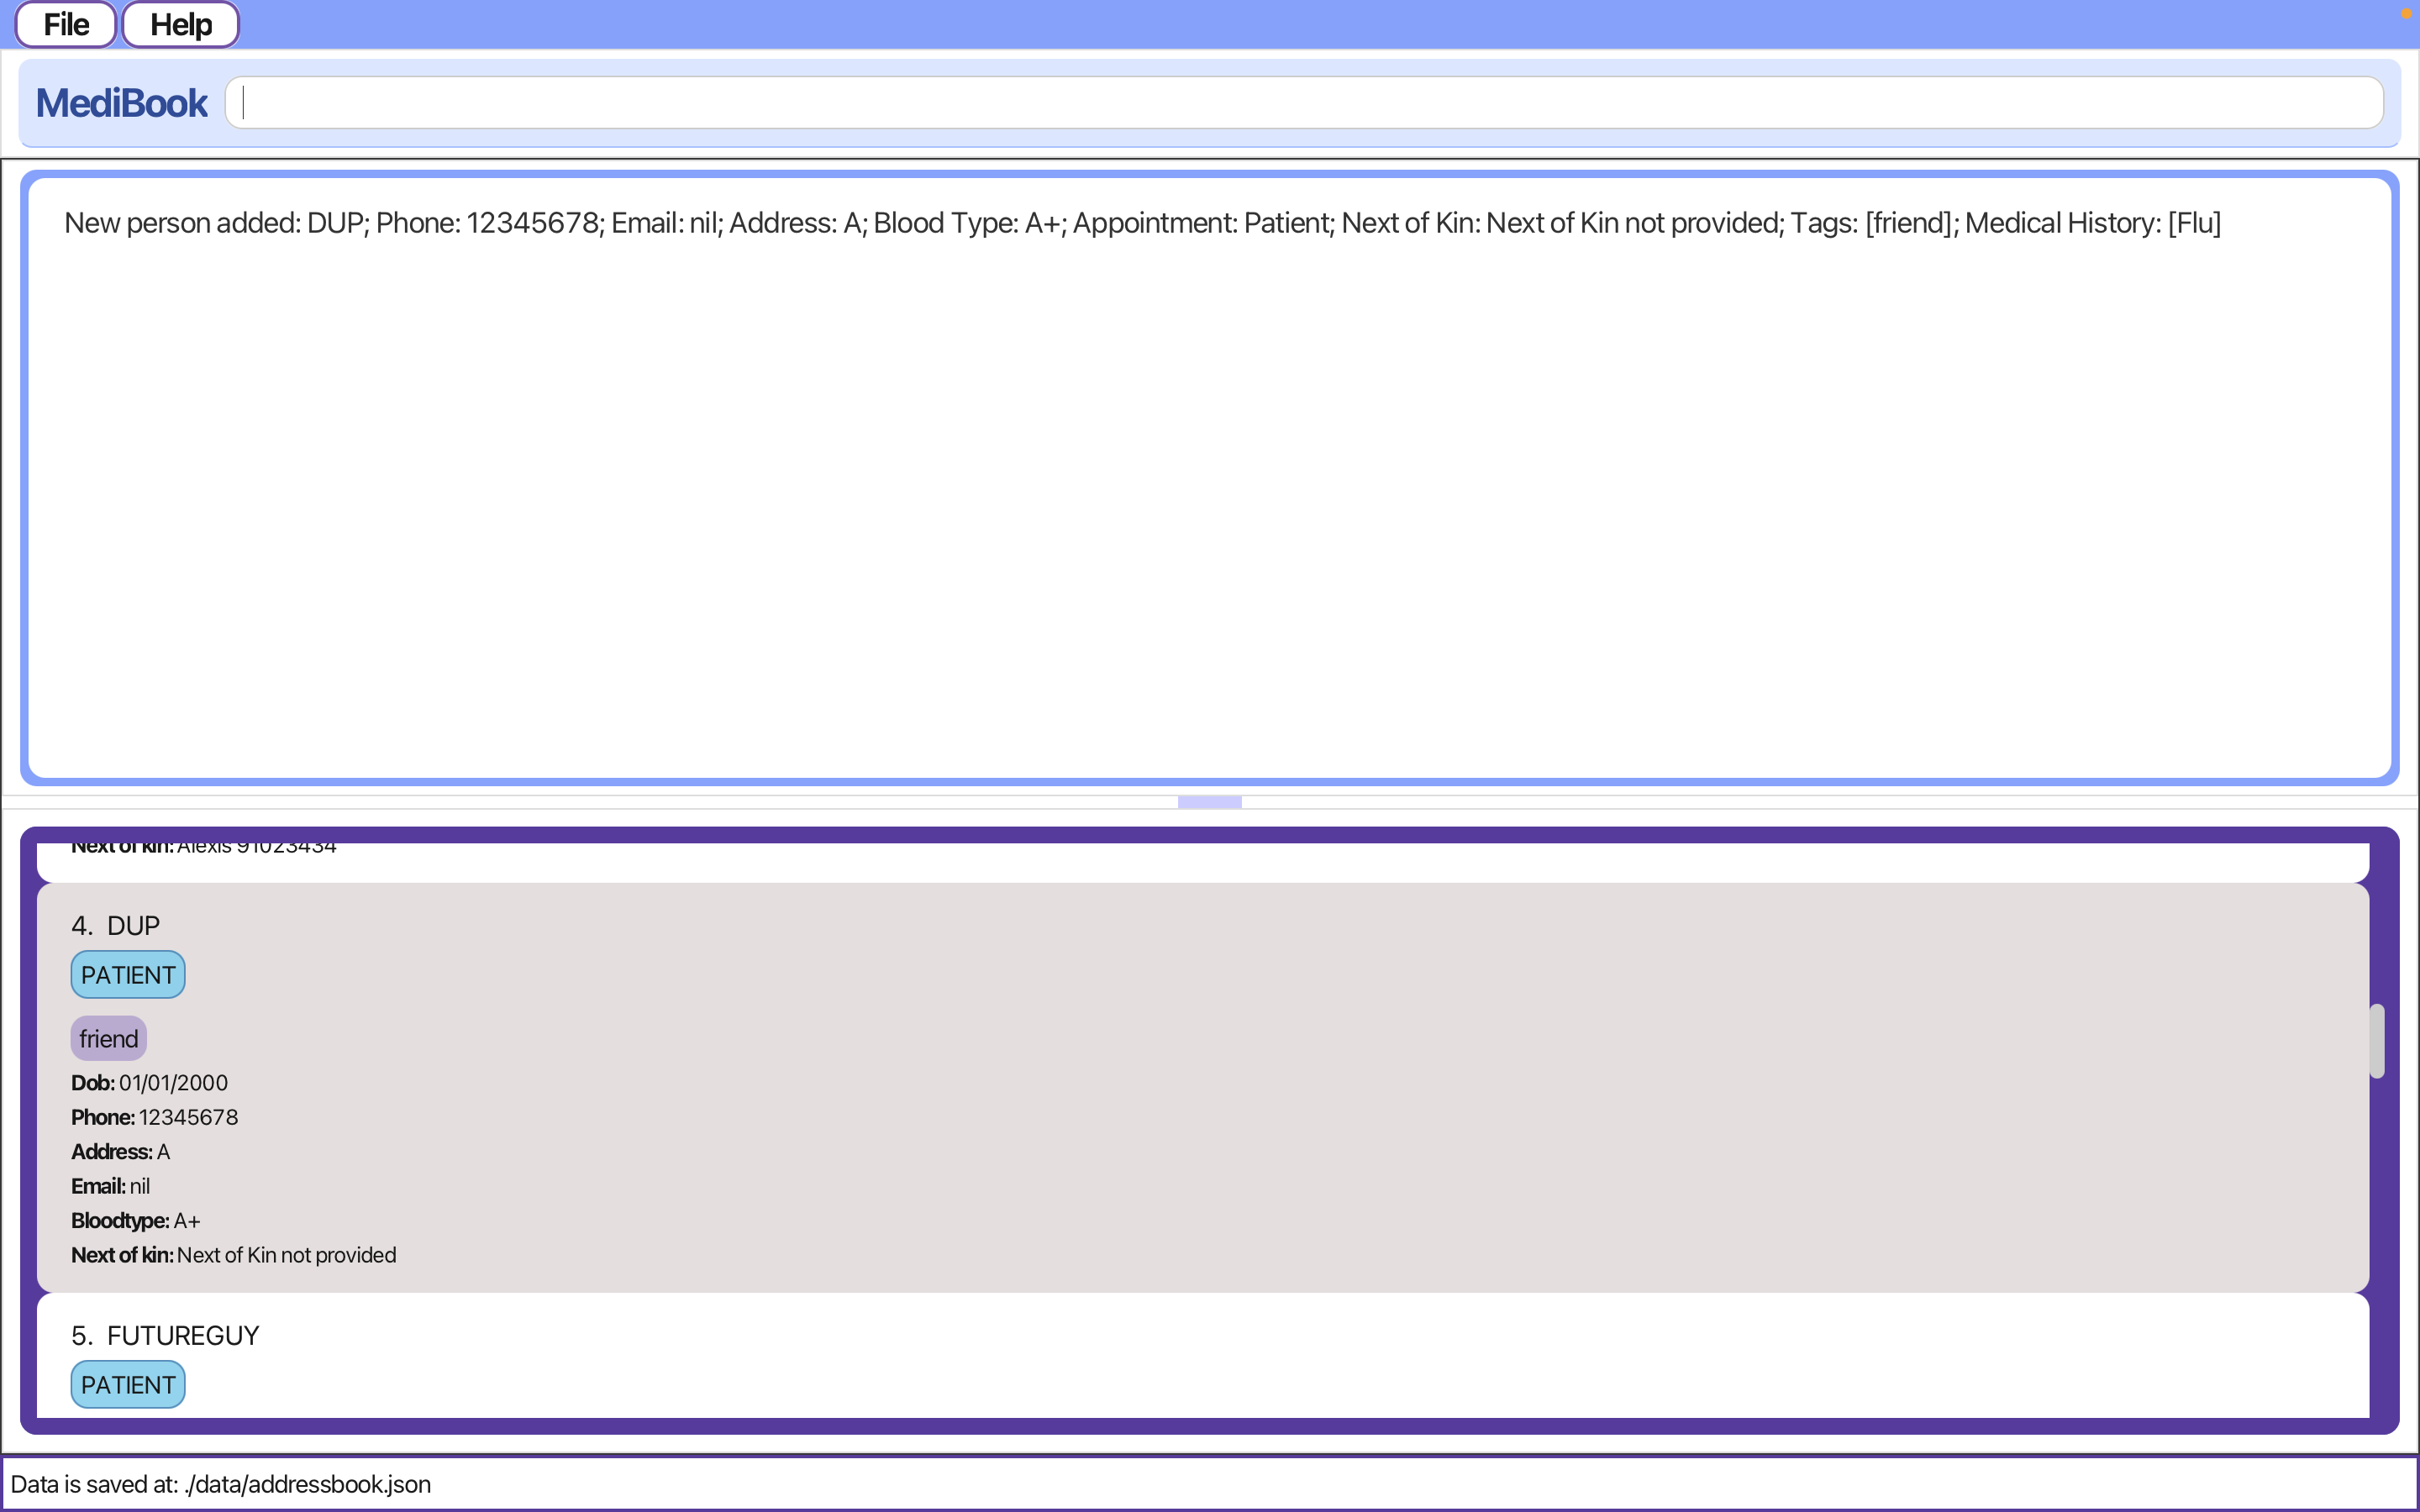 File Help
MediBook
New person added: DUP; Phone: 12345678; Email: nil; Address: A; Blood Type: A+; Appointment: Patient; Next of Kin: Next of Kin not provided; Tags: [friend]; Medical History: [Flu]
Next of kin: Alexis 91023434
4. DUP
PATIENT
friend
Dob: 01/01/2000
Phone: 12345678
Address: A
Email: nil
Bloodtype: A+
Next of kin: Next of Kin not provided
5. FUTUREGUY
PATIENT
Data is saved at: ./data/addressbook.json